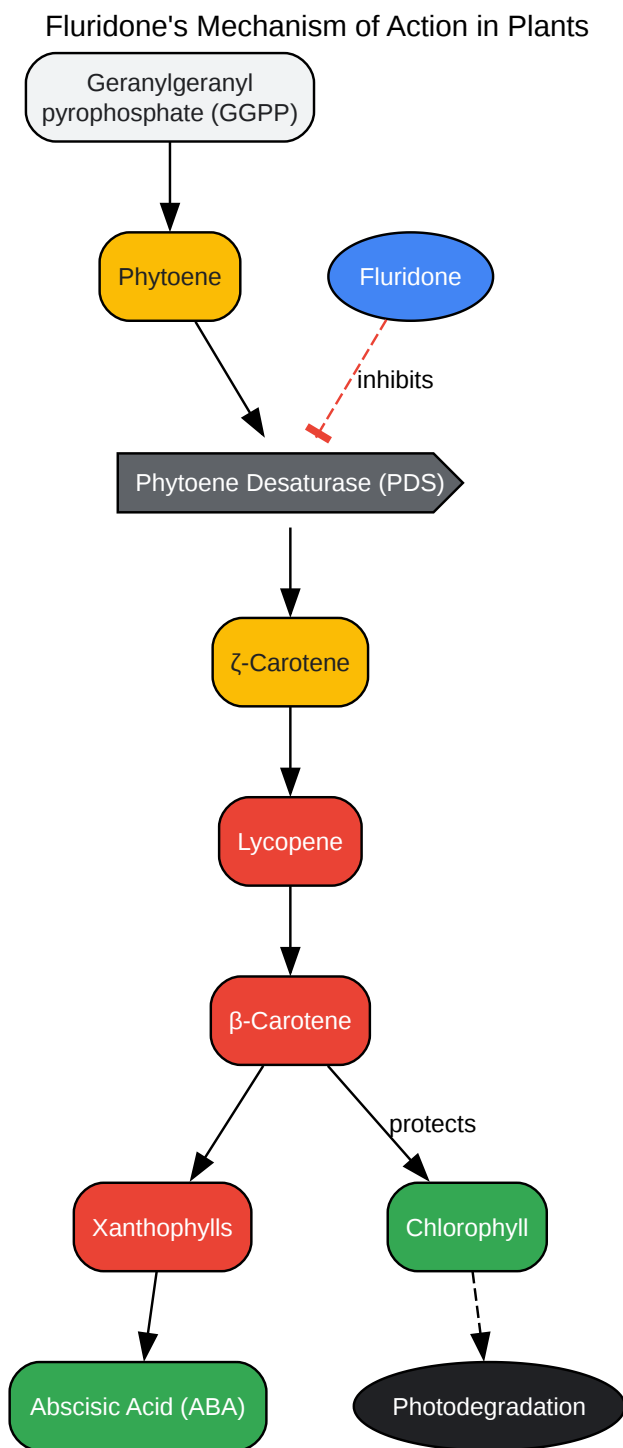 Fluridone's Mechanism of Action in Plants
Geranylgeranyl
pyrophosphate (GGPP)
Phytoene
Fluridone
inhibits
Phytoene Desaturase (PDS)
ζ-Carotene
Lycopene
β-Carotene
protects
Xanthophylls
Chlorophyll
Abscisic Acid (ABA)
Photodegradation